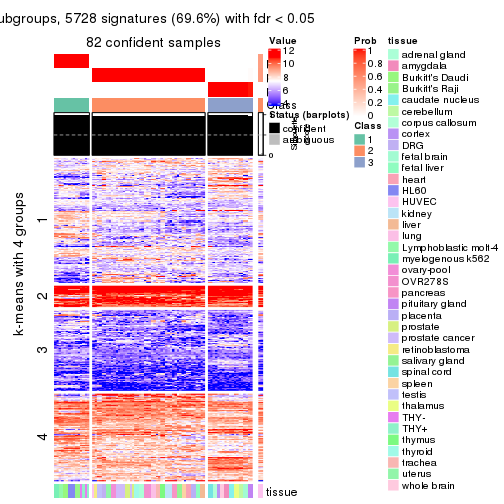 ubgroups, 5728 signatures (69.6%) with fdr < 0.05
82 confident samples
k-means with 4 groups
1
2
3
4
tissue
Value
12
10
8
6
4
Class
Status (barplots)
confident
ambiguous
0
Prob
1
0.8
0.6
0.4
0.2
0
Class
1
2
3
tissue
adrenal gland
amygdala
Burkitt's Daudi
Burkitt's Raji
caudate nucleus
cerebellum
corpus callosum
cortex
DRG
fetal brain
fetal liver
heart
HL60
HUVEC
kidney
liver
lung
Lymphoblastic molt-4
myelogenous k562
ovary-pool
OVR278S
pancreas
pituitary gland
placenta
prostate
prostate cancer
retinoblastoma
salivary gland
spinal cord
spleen
testis
thalamus
THY-
THY+
thymus
thyroid
trachea
uterus
whole brain